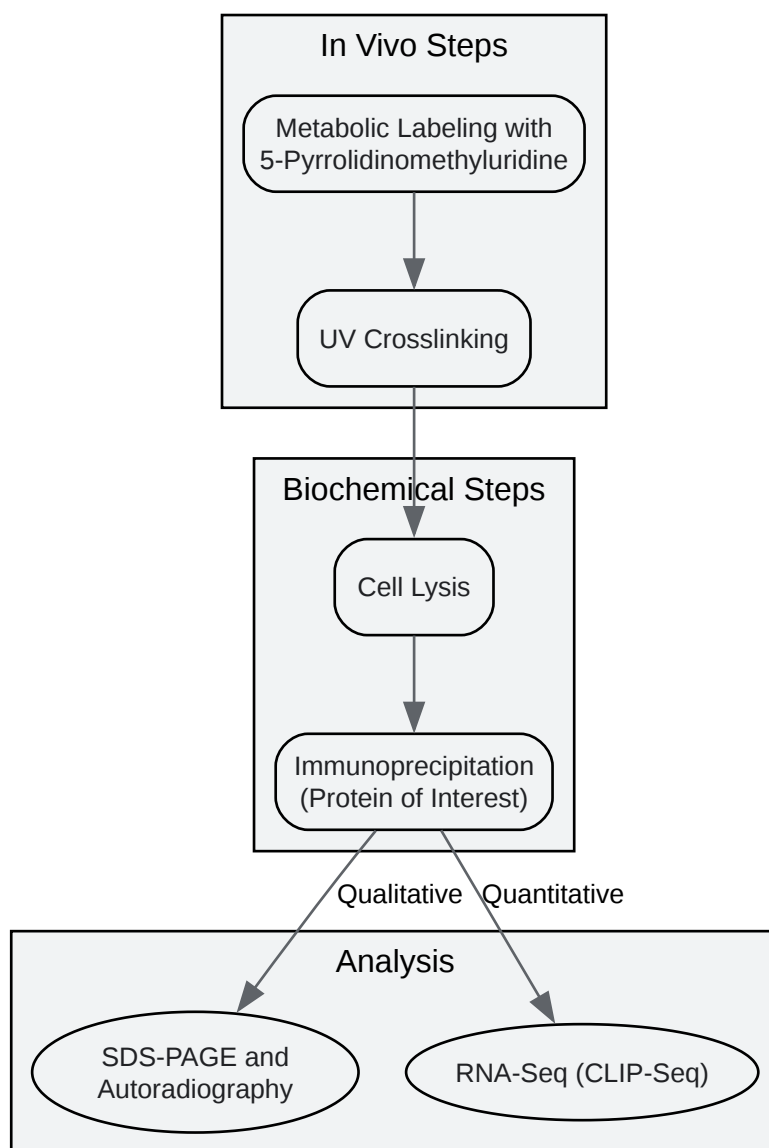 In Vivo Steps
Metabolic Labeling with
5-Pyrrolidinomethyluridine
UV Crosslinking
Biochemical Steps
Cell Lysis
Immunoprecipitation
(Protein of Interest)
Qualitative
Quantitative
Analysis
SDS-PAGE and
Autoradiography
RNA-Seq (CLIP-Seq)